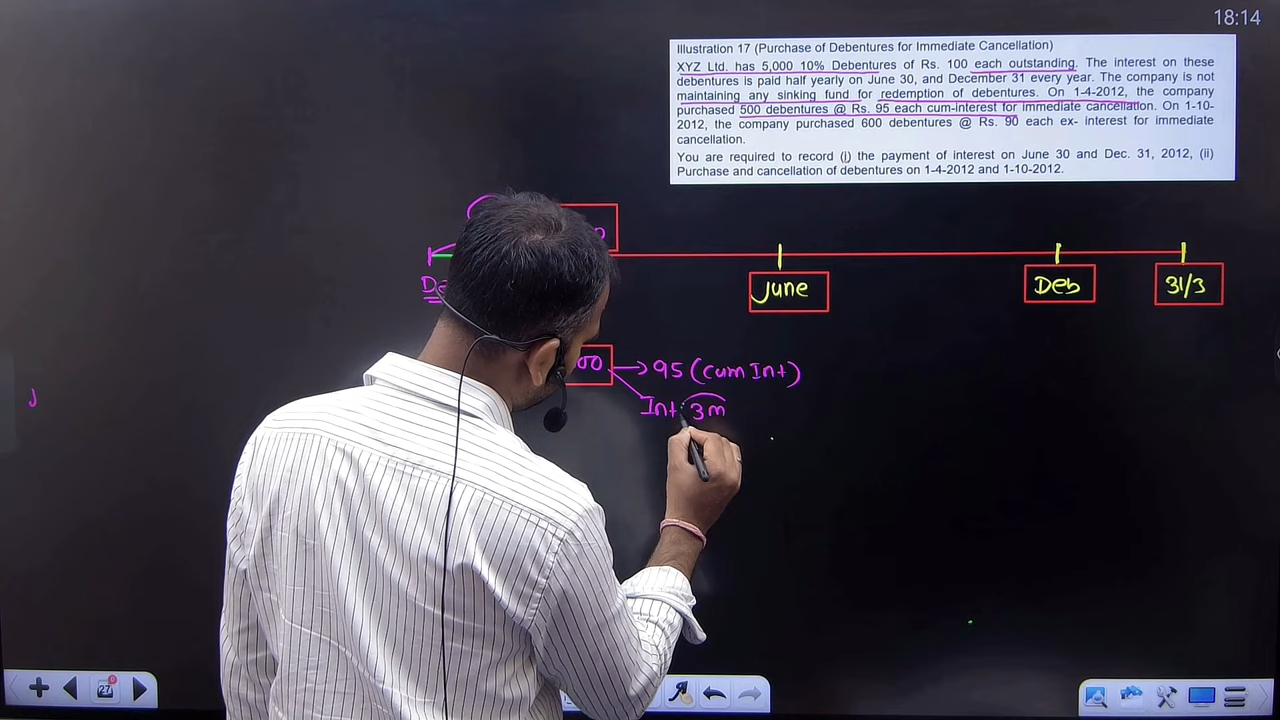 18:14
Illustration 17 (Purchase of Debentures for Immediate Cancellation)
XYZ Ltd. has 5,000 10% Debentures of Rs. 100 each outstanding. The interest on these
debentures is paid half yearly on June 30, and December 31 every year. The company is not
maintaining any sinking fund for redemption of debentures. On 1-4-2012, the company
purchased 500 debentures @ Rs. 95 each cum-interest for immediate cancellation. On 1-10-
2012, the company purchased 600 debentures @ Rs. 90 each ex- interest for immediate
cancellation.
You are required to record (i) the payment of interest on June 30 and Dec. 31, 2012, (ii)
Purchase and cancellation of debentures on 1-4-2012 and 1-10-2012.
June
Deb
31/3
00 → 95 (Cum Int)
Int 3m
27